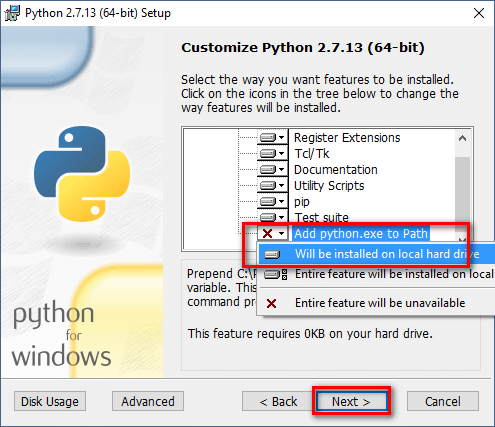 Python 2.7.13 (64-bit) Setup
Customize Python 2.7.13 (64-bit)
Select the way you want features to be installed.
Click on the icons in the tree below to change the
way features will be installed.
Register Extensions
Tcl/Tk
Documentation
Utility Scripts
pip
Test suite
Add python.exe to Path
Will be installed on local hard drive
Entire feature will be installed on local
Entire feature will be unavailable
Prepend C:\
variable. This
command
This feature requires 0KB on your hard drive.
python
for
windows
Disk Usage
Advanced
< Back
Next >
Cancel